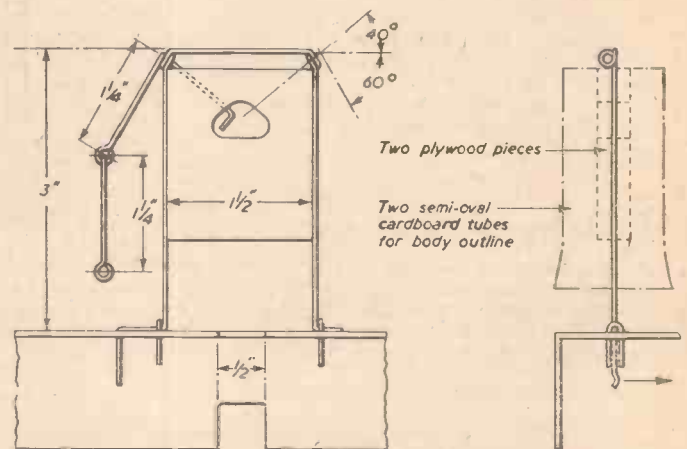 40°
60°
1¼"
3"
1¼"
1½"
½"
Two plywood pieces
Two semi-oval
cardboard tubes
for body outline